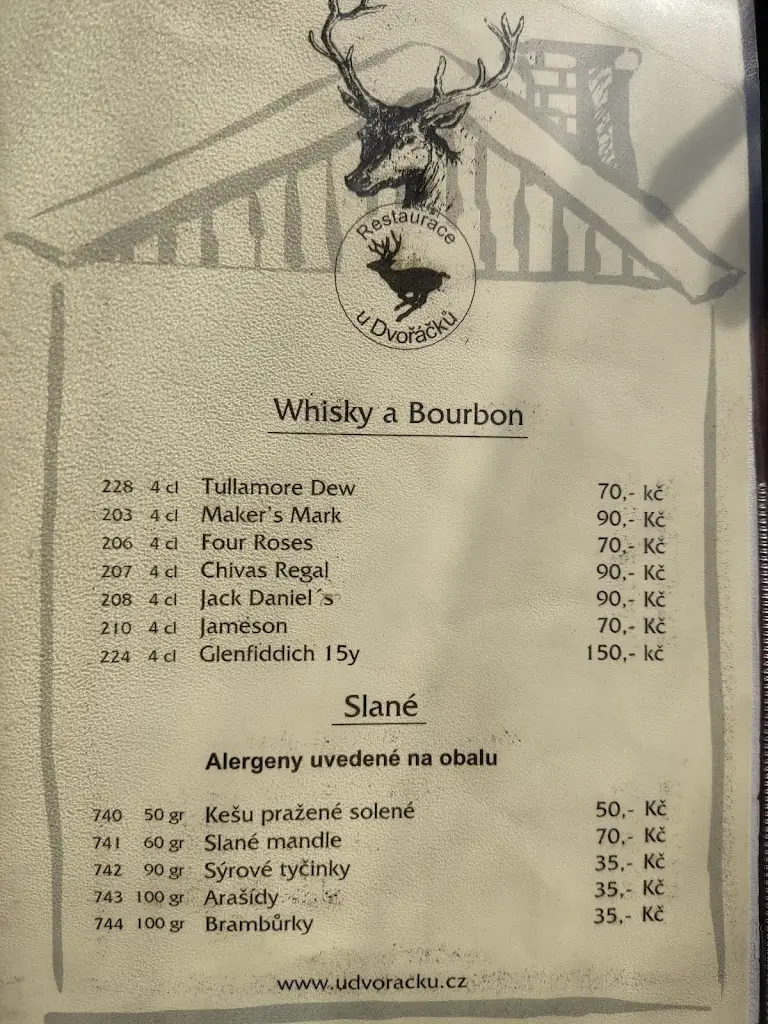 Restaurace
u Dvořáčků
Whisky a Bourbon
228 4 cl Tullamore Dew 70,- kč
203 4 cl Maker's Mark 90,- Kč
206 4 cl Four Roses 70,- Kč
207 4 cl Chivas Regal 90,- Kč
208 4 cl Jack Daniel´s 90,- Kč
210 4 cl Jameson 70,- Kč
224 4 cl Glenfiddich 15y 150,- kč
Slané
Alergeny uvedené na obalu
740 50 gr Kešu pražené solené 50,- Kč
741 60 gr Slané mandle 70,- Kč
742 90 gr Sýrové tyčinky 35,- Kč
743 100 gr Arašídy 35,- Kč
744 100 gr Brambůrky 35,- Kč
www.udvoracku.cz